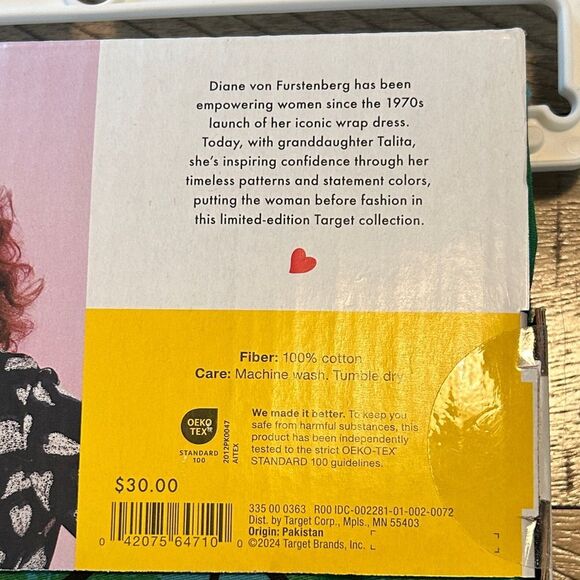 Diane von Furstenberg has been
empowering women since the 1970s
launch of her iconic wrap dress.
Today, with granddaughter Talita,
she's inspiring confidence through her
timeless patterns and statement colors,
putting the woman before fashion in
this limited-edition Target collection.
Fiber: 100% cotton
Care: Machine wash. Tumble dry
OEKO
TEX®
STANDARD
100
2012PK0047
AITEX
We made it better. To keep you
safe from harmful substances, this
product has been independently
tested to the strict OEKO-TEX®
STANDARD 100 guidelines.
$30.00
0 42075 64710 0
335 00 0363 R00 IDC-002281-01-002-0072
Dist. by Target Corp., Mpls., MN 55403
Origin: Pakistan
©2024 Target Brands, Inc.